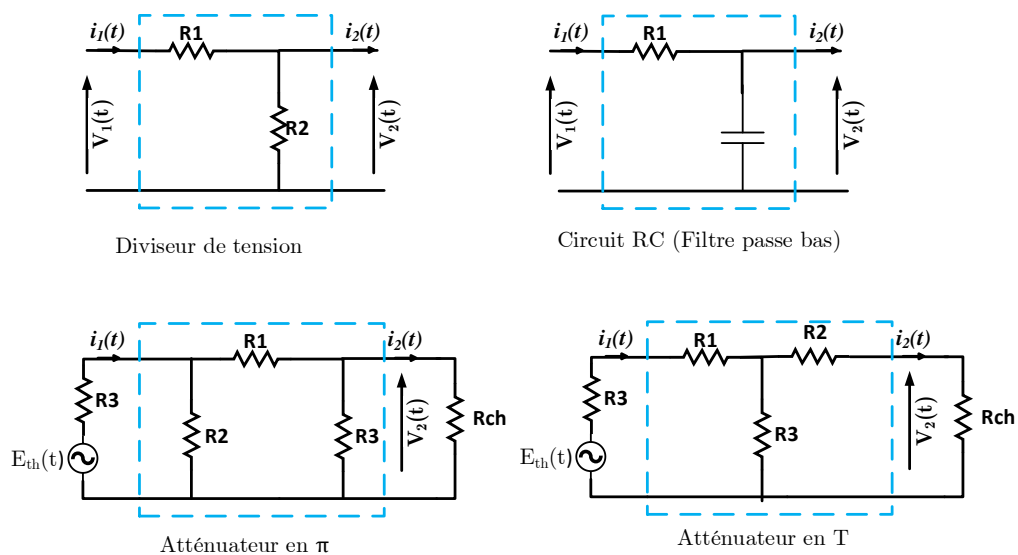 i₁(t) R1 i₂(t)
V₁(t) R2 V₂(t)
Diviseur de tension
i₁(t) R1 i₂(t)
V₁(t) V₂(t)
Circuit RC (Filtre passe bas)
i₁(t) R1 i₂(t)
R3 R2 R3 V₂(t) Rch
Eₜₕ(t)
Atténuateur en π
i₁(t) R1 R2 i₂(t)
R3 R3 V₂(t) Rch
Eₜₕ(t)
Atténuateur en T